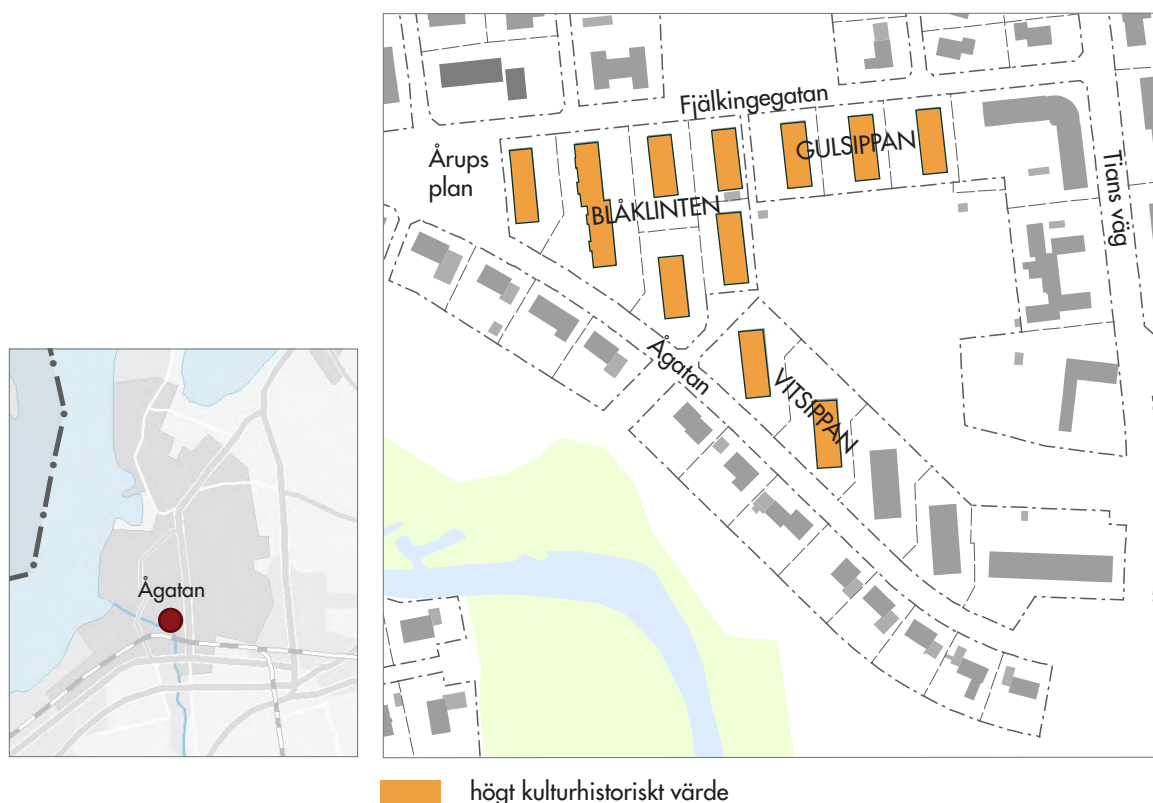 Fjälkingegatan
Årups
plan
GULSIPPAN
Tians väg
BLÅKLINTEN
Ågatan
VITSIPPAN
Ågatan
högt kulturhistoriskt värde